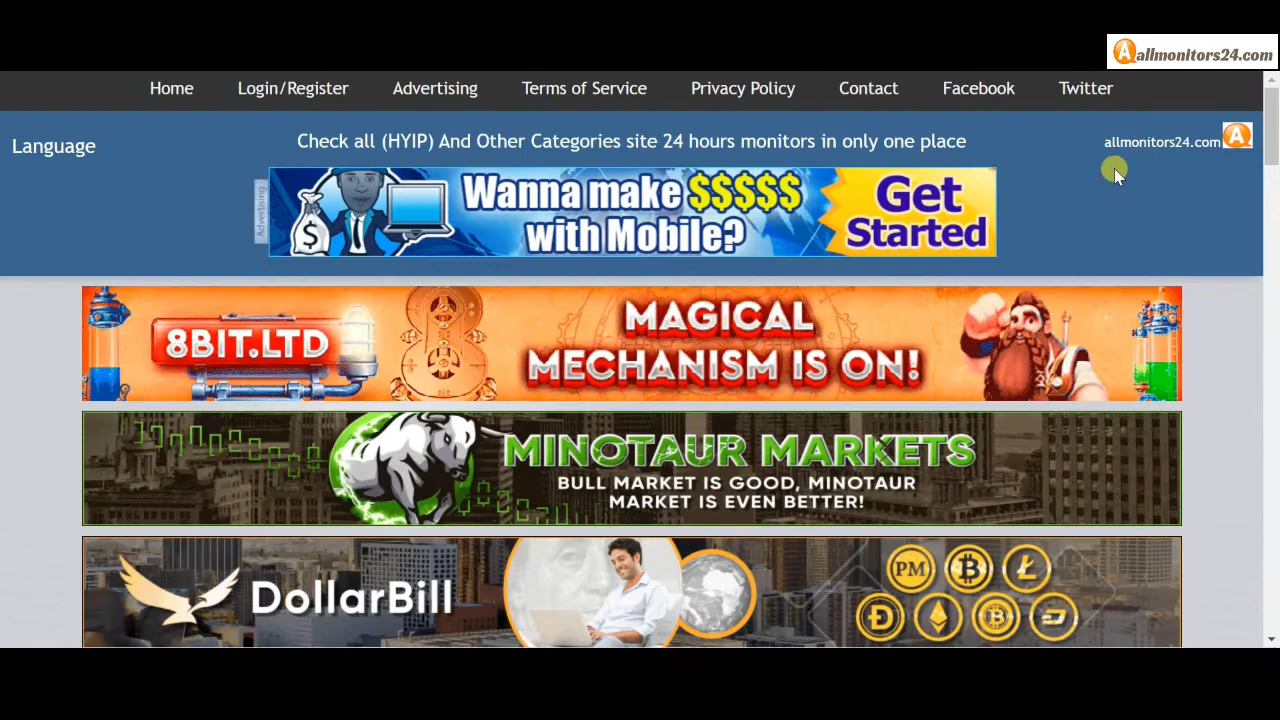 allmonitors24.com
Home Login/Register Advertising Terms of Service Privacy Policy Contact Facebook Twitter
Language
Check all (HYIP) And Other Categories site 24 hours monitors in only one place
allmonitors24.com
Advertising
Wanna make $$$$$
with Mobile?
Get
Started
8BIT.LTD
MAGICAL
MECHANISM IS ON!
MINOTAUR MARKETS
BULL MARKET IS GOOD, MINOTAUR
MARKET IS EVEN BETTER!
DollarBill
PM